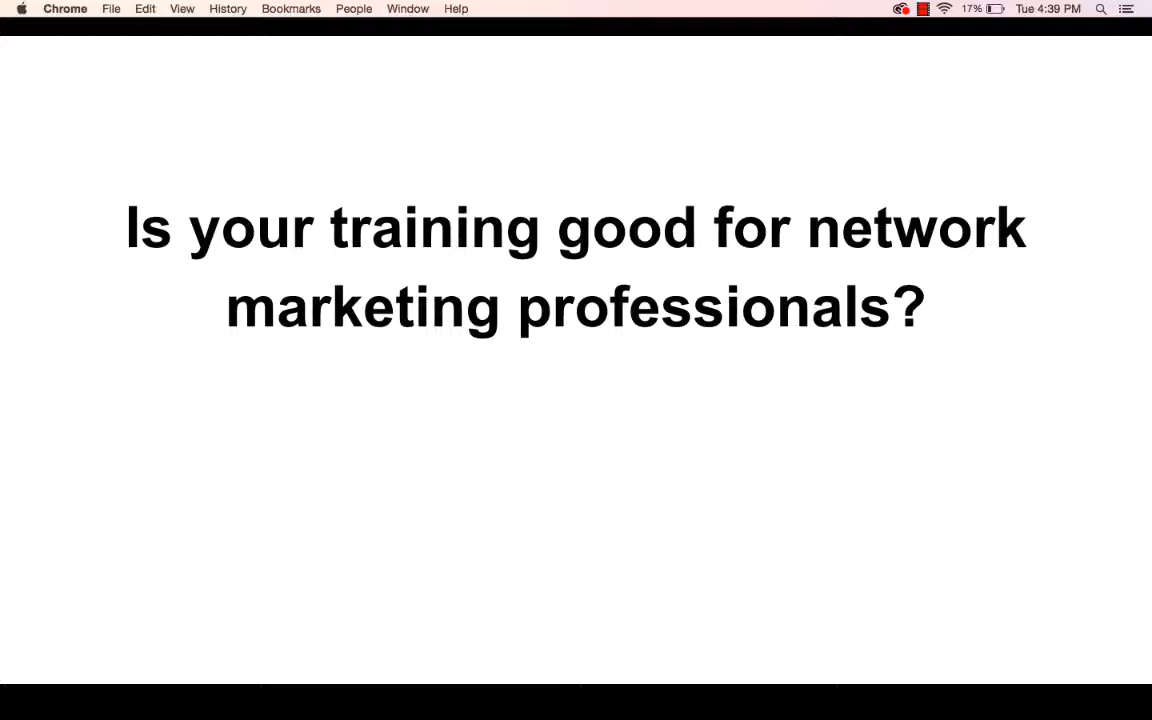 Chrome File Edit View History Bookmarks People Window Help 17% Tue 4:39 PM
Is your training good for network
marketing professionals?